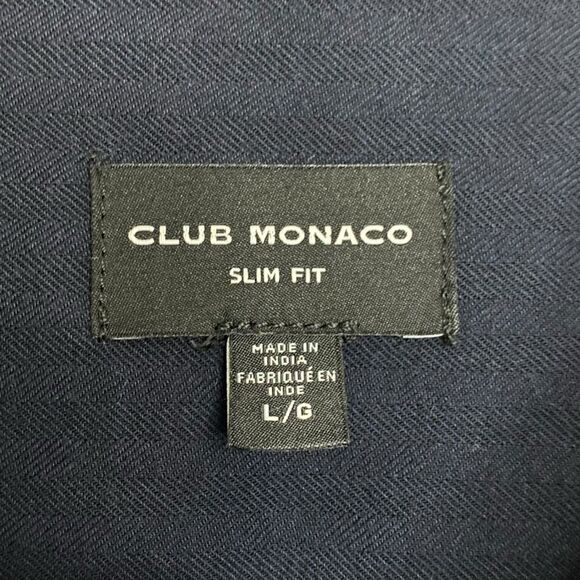 CLUB MONACO
SLIM FIT
MADE IN
INDIA
FABRIQUÉ EN
INDE
L/G